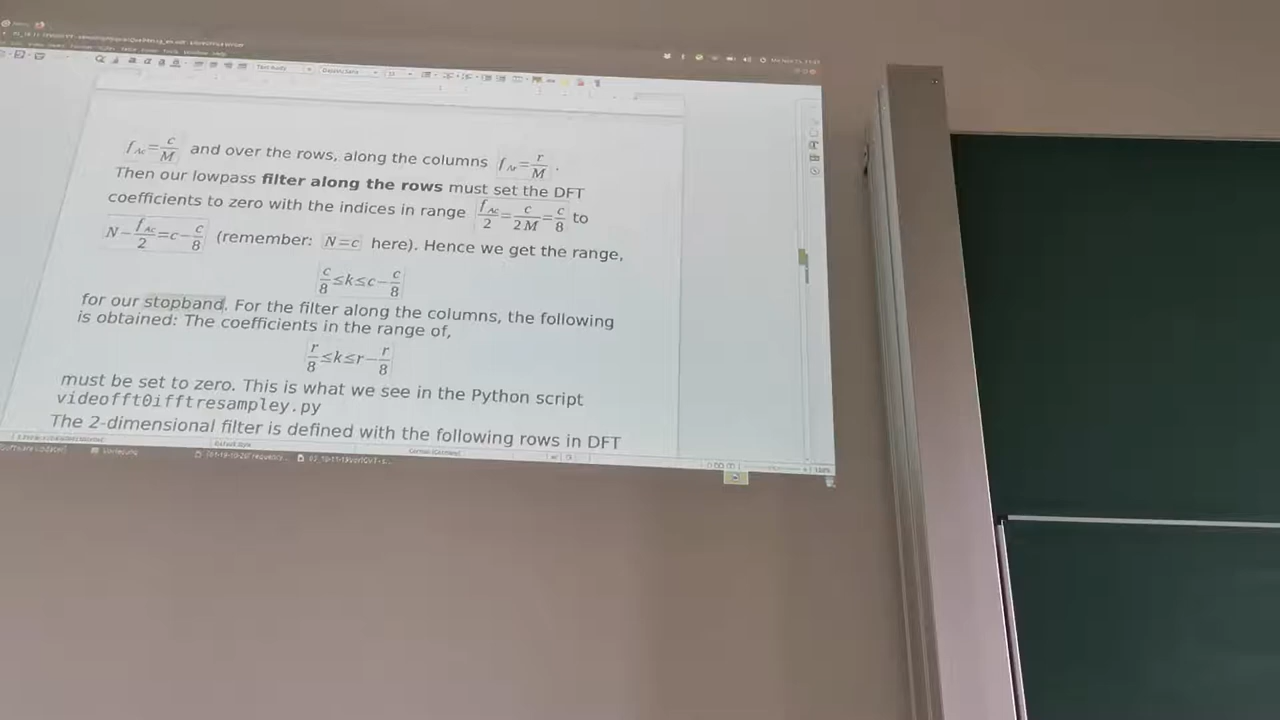 f_Ac = c/M and over the rows, along the columns f_Ar = r/M .
Then our lowpass filter along the rows must set the DFT
coefficients to zero with the indices in range f_Ac/2 = c/2M = c/8 to
N − f_Ac/2 = c − c/8 (remember: N=c here). Hence we get the range,
c/8 ≤ k ≤ c − c/8
for our stopband. For the filter along the columns, the following
is obtained: The coefficients in the range of,
r/8 ≤ k ≤ r − r/8
must be set to zero. This is what we see in the Python script
videofft0ifftresampley.py
The 2-dimensional filter is defined with the following rows in DFT